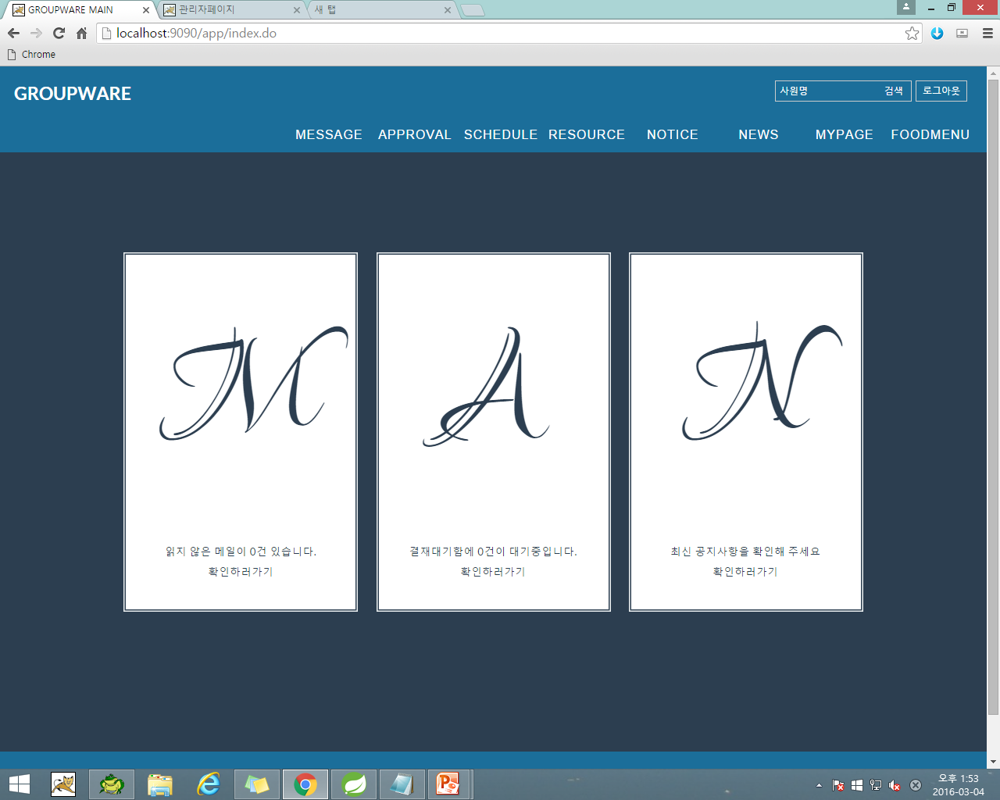 GROUPWARE MAIN
관리자페이지
새 탭
localhost:9090/app/index.do
Chrome
GROUPWARE
사원명 검색 로그아웃
MESSAGE APPROVAL SCHEDULE RESOURCE NOTICE NEWS MYPAGE FOODMENU
M
A
N
읽지 않은 메일이 0건 있습니다.
확인하러가기
결재대기함에 0건이 대기중입니다.
확인하러가기
최신 공지사항을 확인해 주세요
확인하러가기
오후 1:53
2016-03-04